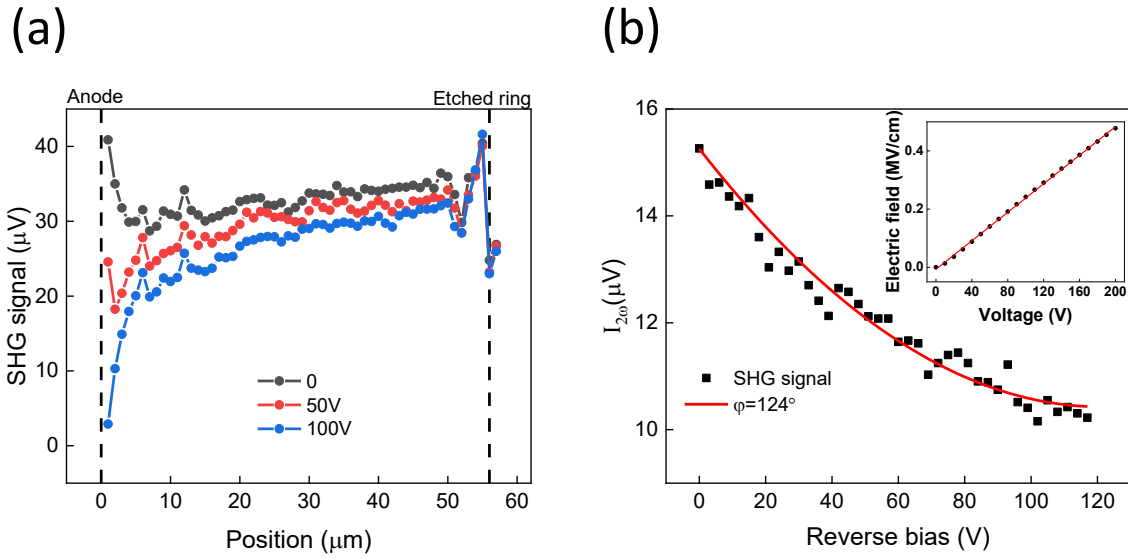 (a)
Anode
Etched ring
SHG signal (μV)
40
30
20
10
0
0
50V
100V
0
10
20
30
40
50
60
Position (μm)
(b)
I2ω(μV)
16
14
12
10
SHG signal
φ=124°
0
20
40
60
80
100
120
Reverse bias (V)
Electric field (MV/cm)
0.4
0.2
0.0
0
40
80
120
160
200
Voltage (V)